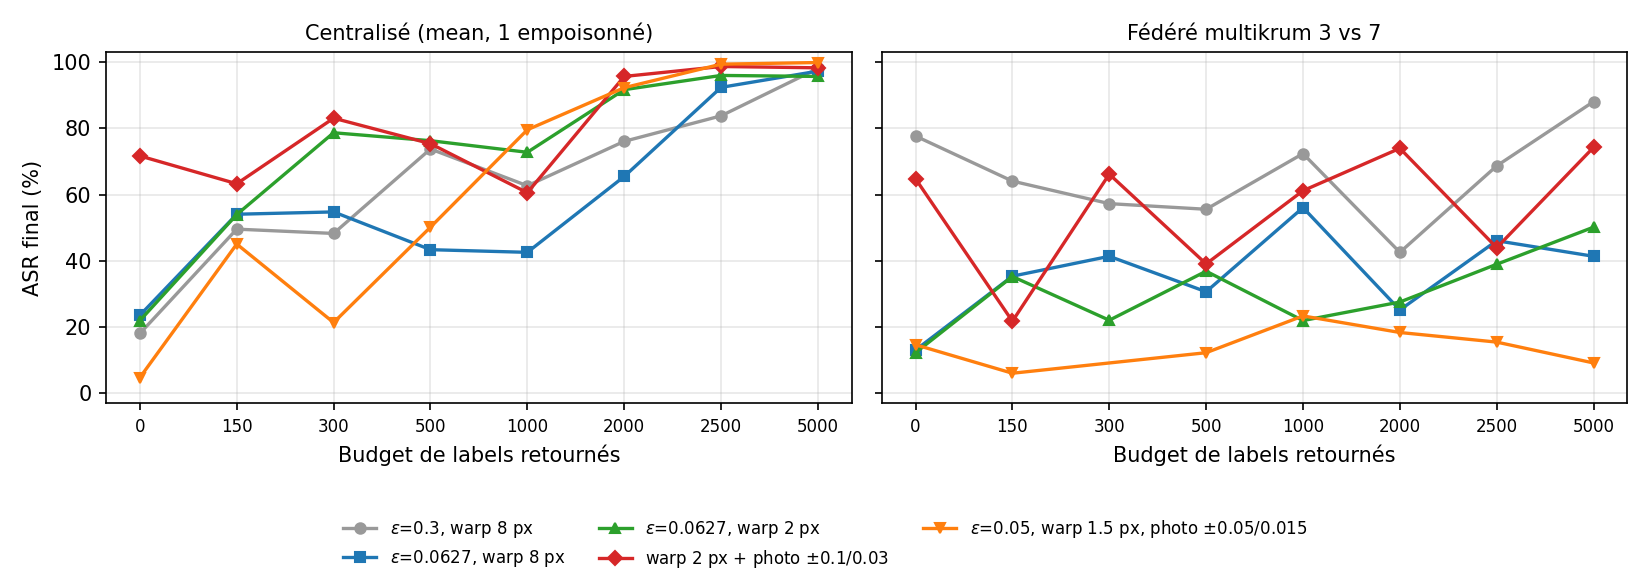 Centralisé (mean, 1 empoisonné)
Fédéré multikrum 3 vs 7
ASR final (%)
100
80
60
40
20
0
0 150 300 500 1000 2000 2500 5000
0 150 300 500 1000 2000 2500 5000
Budget de labels retournés
Budget de labels retournés
ε=0.3, warp 8 px
ε=0.0627, warp 8 px
ε=0.0627, warp 2 px
warp 2 px + photo ±0.1/0.03
ε=0.05, warp 1.5 px, photo ±0.05/0.015